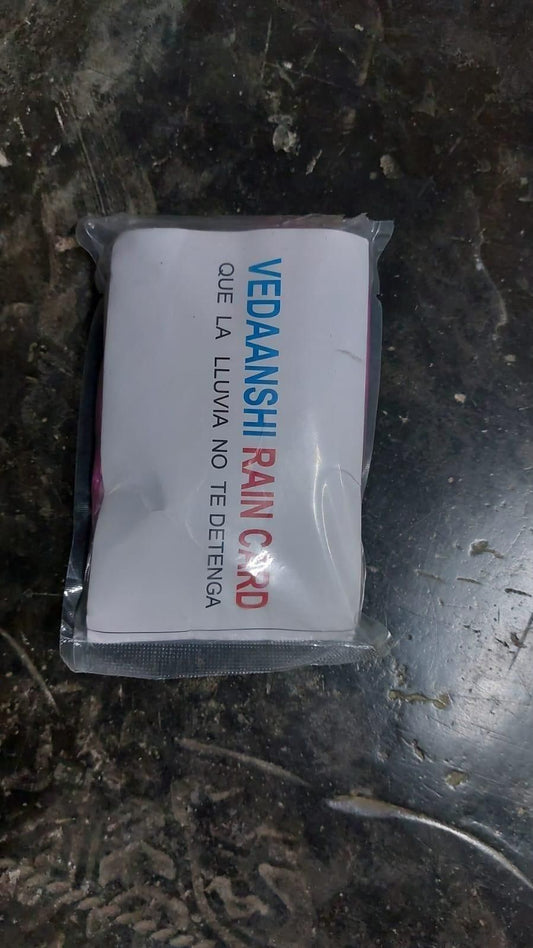 VEDAANSHI RAIN CARD
QUE LA LLUVIA NO TE DETENGA